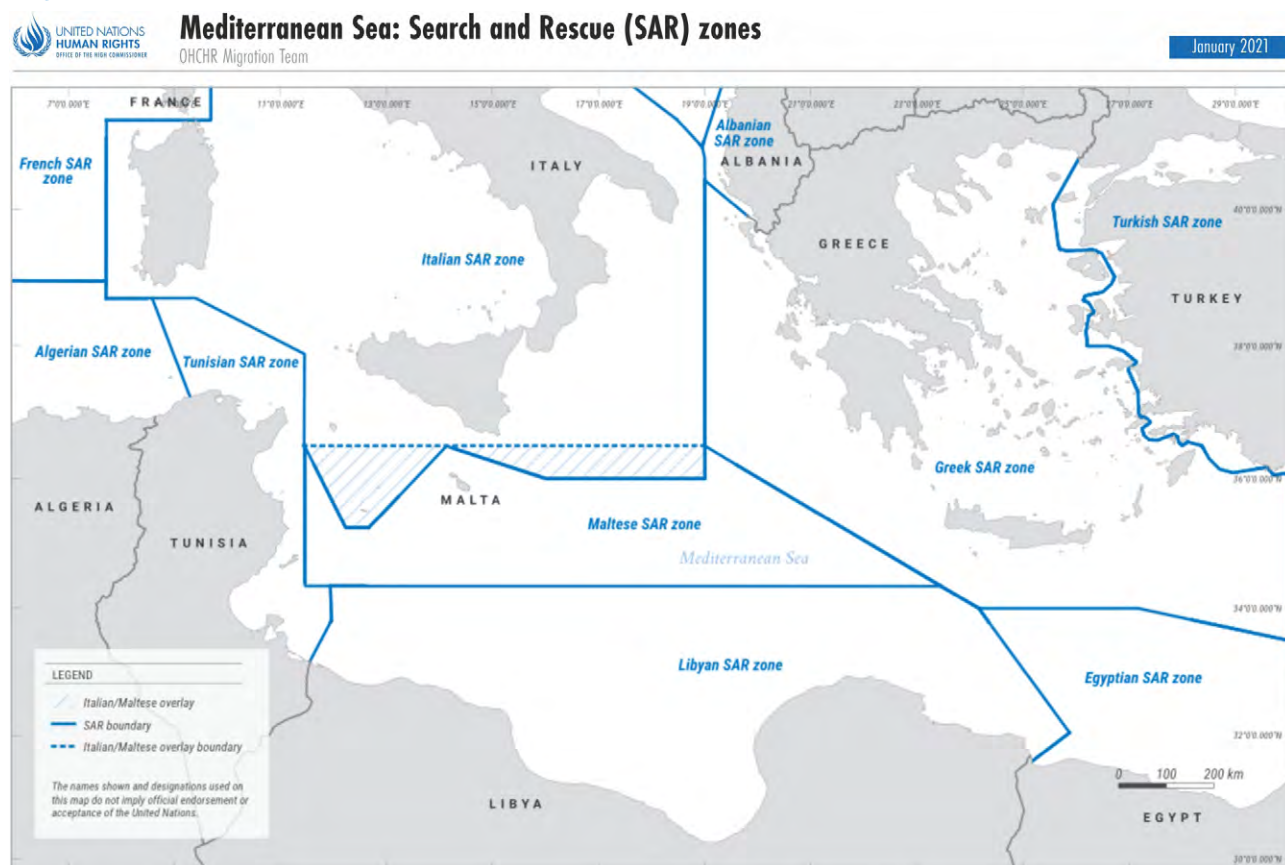 UNITED NATIONS
HUMAN RIGHTS
OFFICE OF THE HIGH COMMISSIONER
Mediterranean Sea: Search and Rescue (SAR) zones
OHCHR Migration Team
January 2021
7°0'0.000"E
11°0'0.000"E
13°0'0.000"E
15°0'0.000"E
17°0'0.000"E
19°0'0.000"E
21°0'0.000"E
23°0'0.000"E
25°0'0.000"E
27°0'0.000"E
29°0'0.000"E
FRANCE
Albanian
SAR zone
ALBANIA
French SAR
zone
ITALY
40°0'0.000"N
Turkish SAR zone
GREECE
Italian SAR zone
TURKEY
38°0'0.000"N
Algerian SAR zone
Tunisian SAR zone
Greek SAR zone
36°0'0.000"N
ALGERIA
MALTA
Maltese SAR zone
TUNISIA
Mediterranean Sea
34°0'0.000"N
Libyan SAR zone
Egyptian SAR zone
LEGEND
Italian/Maltese overlay
SAR boundary
Italian/Maltese overlay boundary
The names shown and designations used on
this map do not imply official endorsement or
acceptance of the United Nations.
32°0'0.000"N
0 100 200 km
LIBYA
EGYPT
30°0'0.000"N